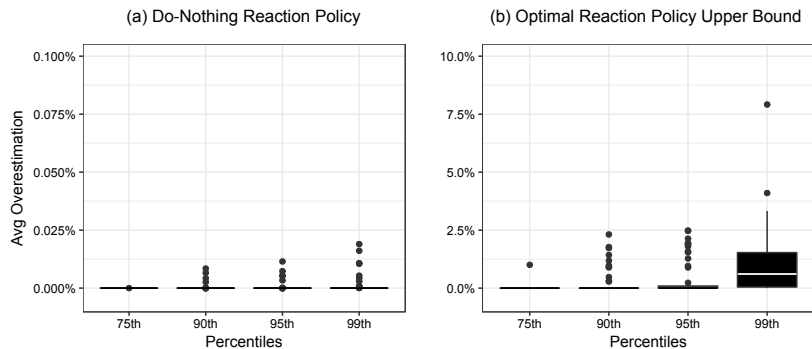 (a) Do-Nothing Reaction Policy
(b) Optimal Reaction Policy Upper Bound
Avg Overestimation
0.100%
0.075%
0.050%
0.025%
0.000%
75th 90th 95th 99th
Percentiles
10.0%
7.5%
5.0%
2.5%
0.0%
75th 90th 95th 99th
Percentiles